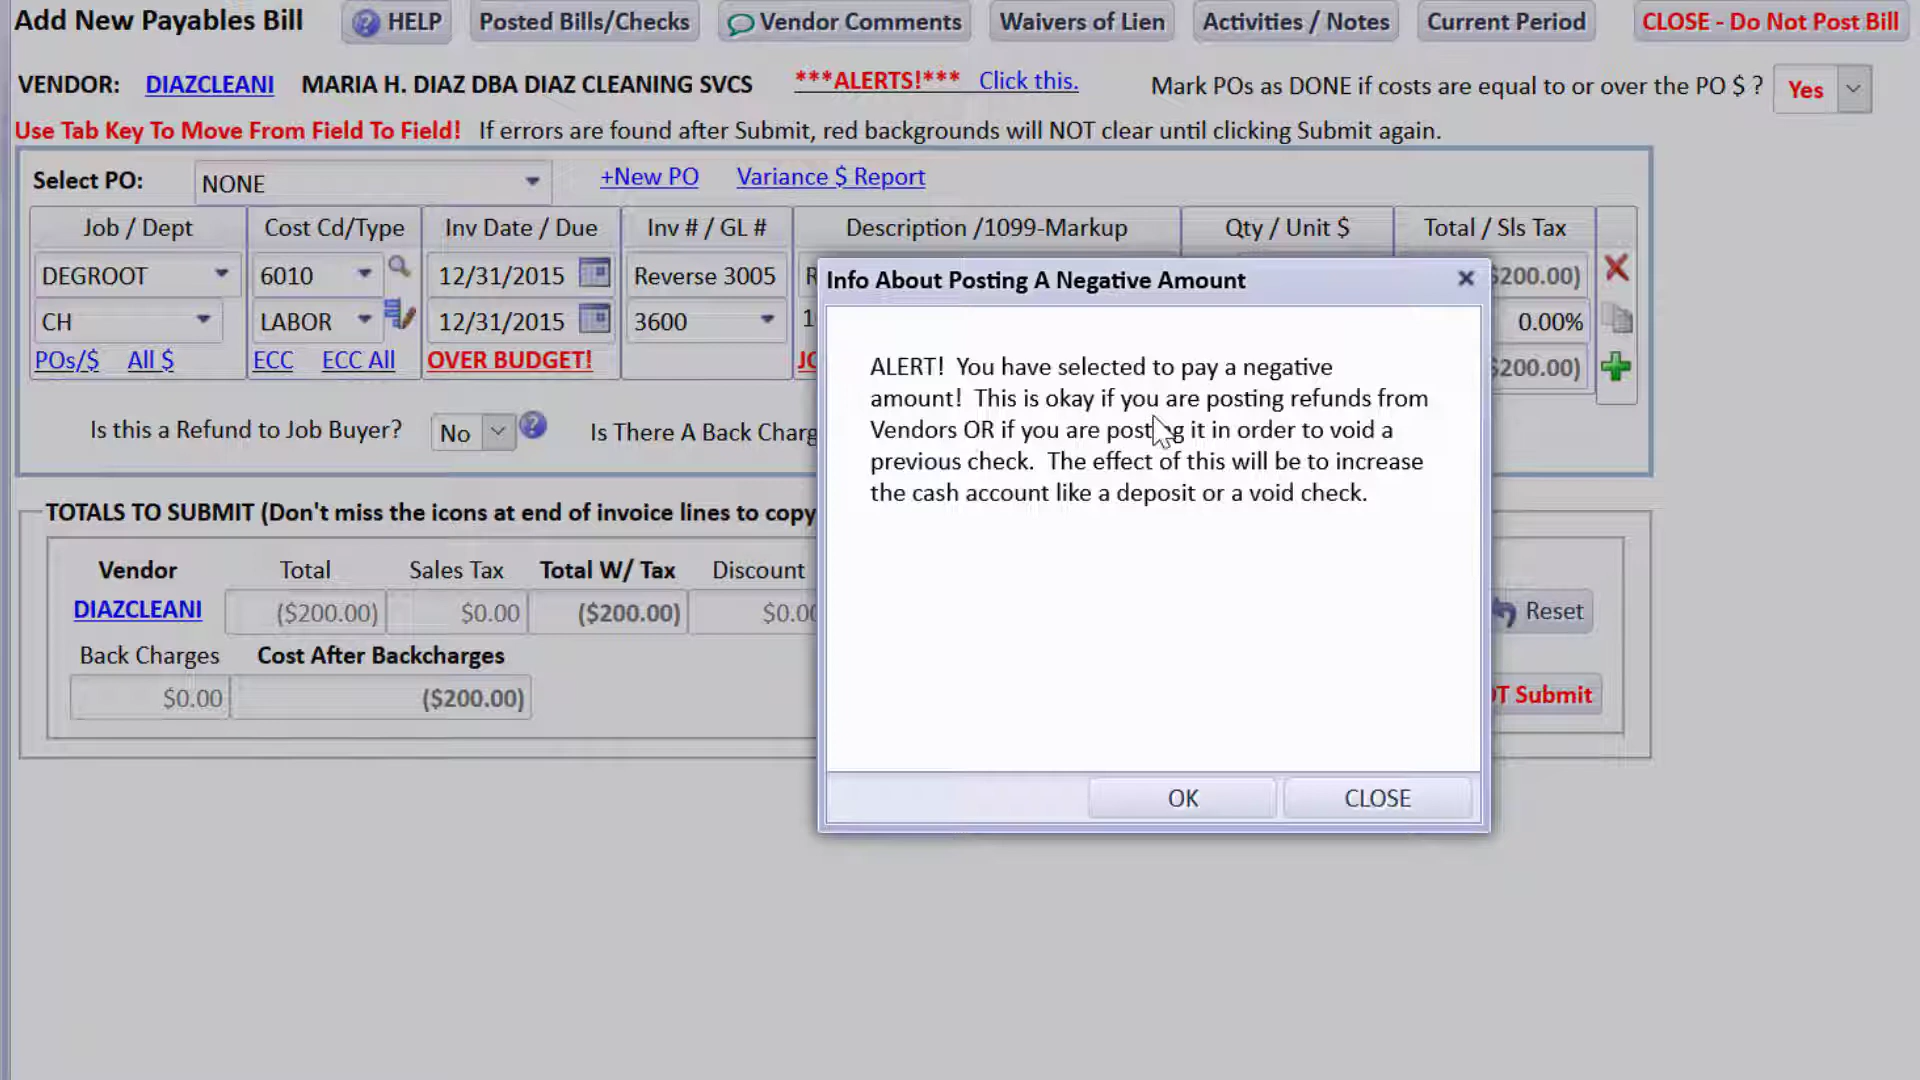 Add New Payables Bill HELP Posted Bills/Checks Vendor Comments Waivers of Lien Activities / Notes Current Period CLOSE - Do Not Post Bill
VENDOR: DIAZCLEANI MARIA H. DIAZ DBA DIAZ CLEANING SVCS ***ALERTS!*** Click this. Mark POs as DONE if costs are equal to or over the PO $ ? Yes
Use Tab Key To Move From Field To Field! If errors are found after Submit, red backgrounds will NOT clear until clicking Submit again.
Select PO: NONE +New PO Variance $ Report
Job / Dept Cost Cd/Type Inv Date / Due Inv # / GL # Description /1099-Markup Qty / Unit $ Total / Sls Tax
DEGROOT 6010 12/31/2015 Reverse 3005 $200.00)
CH LABOR 12/31/2015 3600 0.00%
POs/$ All $ ECC ECC All OVER BUDGET! $200.00)
Is this a Refund to Job Buyer? No Is There A Back Charg
Info About Posting A Negative Amount
ALERT! You have selected to pay a negative
amount! This is okay if you are posting refunds from
Vendors OR if you are posting it in order to void a
previous check. The effect of this will be to increase
the cash account like a deposit or a void check.
OK CLOSE
TOTALS TO SUBMIT (Don't miss the icons at end of invoice lines to copy
Vendor Total Sales Tax Total W/ Tax Discount
DIAZCLEANI ($200.00) $0.00 ($200.00) $0.00 Reset
Back Charges Cost After Backcharges
$0.00 ($200.00) Submit